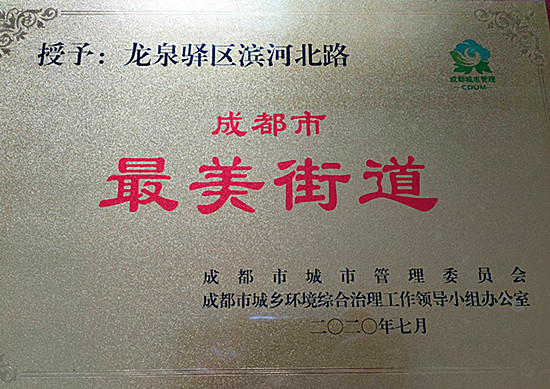 授予：龙泉驿区滨河北路
成都城市管理
CDUM
成都市
最美街道
成都市城市管理委员会
成都市城乡环境综合治理工作领导小组办公室
二〇二〇年七月